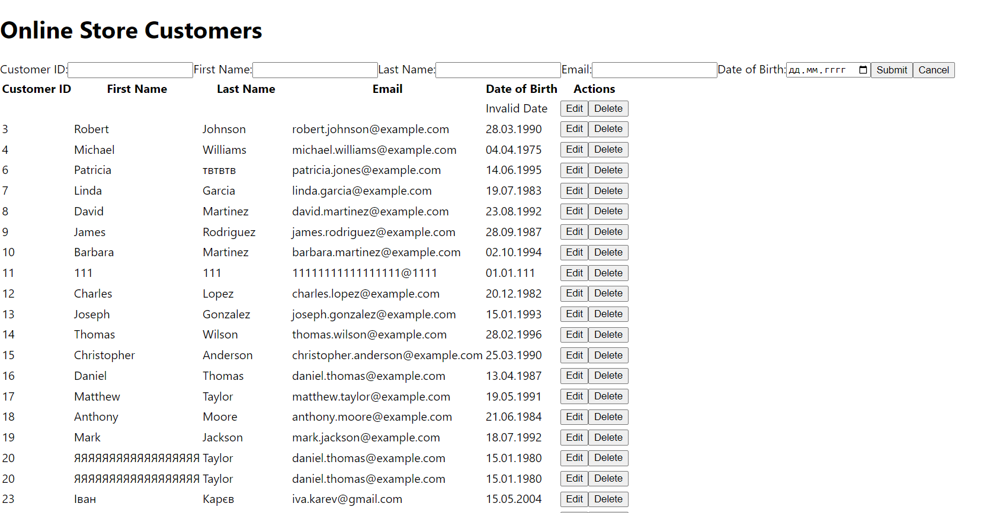 Online Store Customers
Customer ID: First Name: Last Name: Email: Date of Birth: дд.мм.гггг Submit Cancel
Customer ID First Name Last Name Email Date of Birth Actions
Invalid Date Edit Delete
3 Robert Johnson robert.johnson@example.com 28.03.1990 Edit Delete
4 Michael Williams michael.williams@example.com 04.04.1975 Edit Delete
6 Patricia твтвтв patricia.jones@example.com 14.06.1995 Edit Delete
7 Linda Garcia linda.garcia@example.com 19.07.1983 Edit Delete
8 David Martinez david.martinez@example.com 23.08.1992 Edit Delete
9 James Rodriguez james.rodriguez@example.com 28.09.1987 Edit Delete
10 Barbara Martinez barbara.martinez@example.com 02.10.1994 Edit Delete
11 111 111 11111111111111111@1111 01.01.111 Edit Delete
12 Charles Lopez charles.lopez@example.com 20.12.1982 Edit Delete
13 Joseph Gonzalez joseph.gonzalez@example.com 15.01.1993 Edit Delete
14 Thomas Wilson thomas.wilson@example.com 28.02.1996 Edit Delete
15 Christopher Anderson christopher.anderson@example.com 25.03.1990 Edit Delete
16 Daniel Thomas daniel.thomas@example.com 13.04.1987 Edit Delete
17 Matthew Taylor matthew.taylor@example.com 19.05.1991 Edit Delete
18 Anthony Moore anthony.moore@example.com 21.06.1984 Edit Delete
19 Mark Jackson mark.jackson@example.com 18.07.1992 Edit Delete
20 ЯЯЯЯЯЯЯЯЯЯЯЯЯЯЯЯЯЯ Taylor daniel.thomas@example.com 15.01.1980 Edit Delete
20 ЯЯЯЯЯЯЯЯЯЯЯЯЯЯЯЯЯЯ Taylor daniel.thomas@example.com 15.01.1980 Edit Delete
23 Іван Карєв iva.karev@gmail.com 15.05.2004 Edit Delete